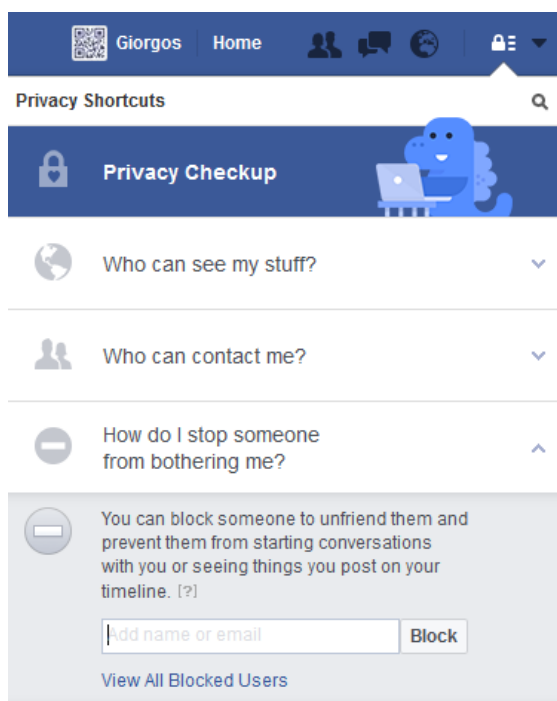 Giorgos Home
Privacy Shortcuts
Privacy Checkup
Who can see my stuff?
Who can contact me?
How do I stop someone
from bothering me?
You can block someone to unfriend them and
prevent them from starting conversations
with you or seeing things you post on your
timeline. [?]
Add name or email Block
View All Blocked Users